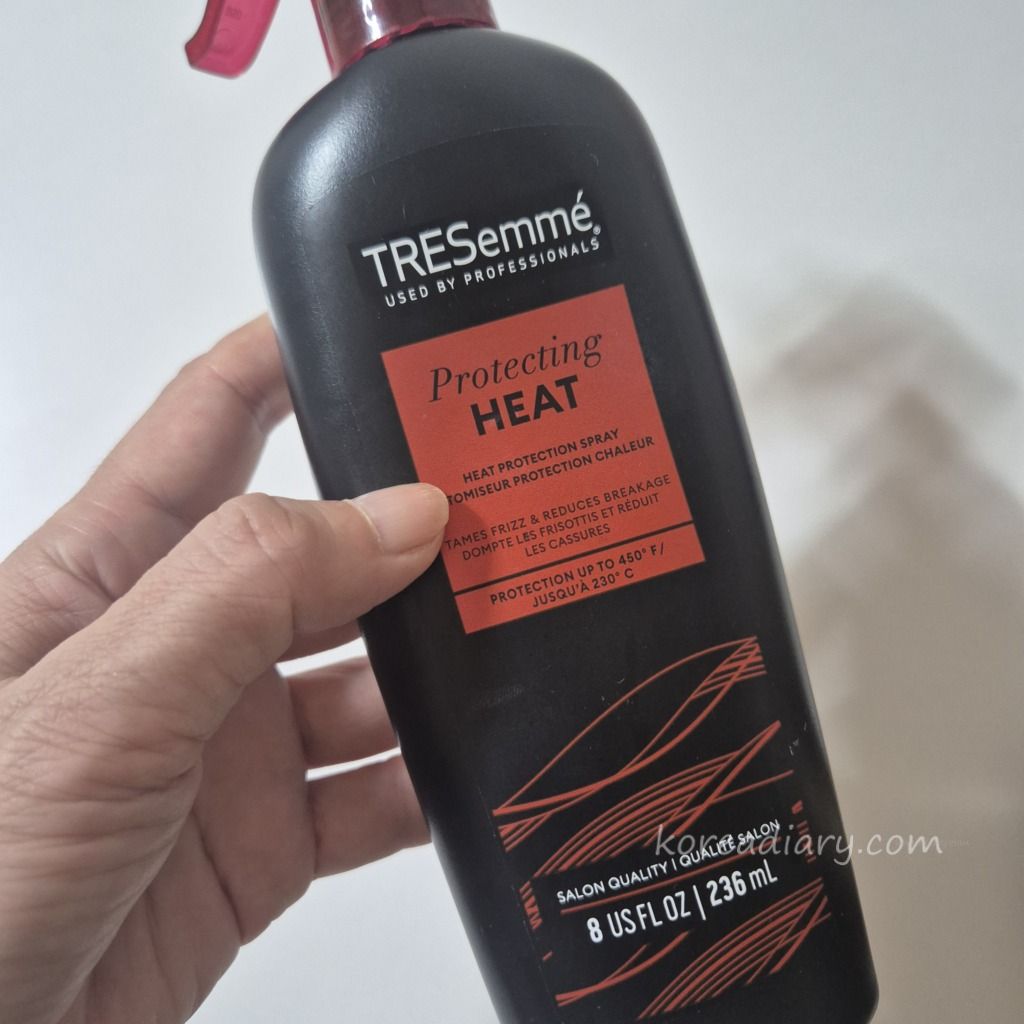 TRESemmé®
USED BY PROFESSIONALS
Protecting
HEAT
HEAT PROTECTION SPRAY
TOMISEUR PROTECTION CHALEUR
TAMES FRIZZ & REDUCES BREAKAGE
DOMPTE LES FRISOTTIS ET RÉDUIT
LES CASSURES
PROTECTION UP TO 450° F/
JUSQU'À 230° C
koreadiary.com
SALON QUALITY | QUALITÉ SALON
8 US FL OZ | 236 mL